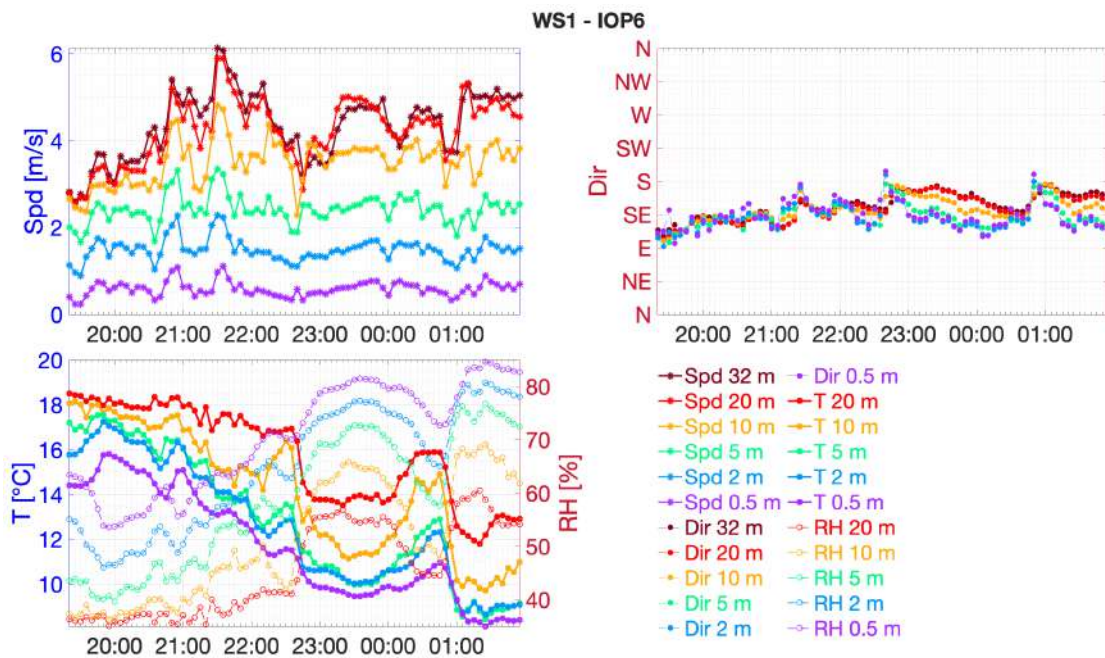 WS1 - IOP6
6
4
2
0
Spd [m/s]
20:00 21:00 22:00 23:00 00:00 01:00
N
NW
W
SW
S
SE
E
NE
N
Dir
20:00 21:00 22:00 23:00 00:00 01:00
20
18
16
14
12
10
T [°C]
80
70
60
50
40
RH [%]
20:00 21:00 22:00 23:00 00:00 01:00
Spd 32 m Dir 0.5 m
Spd 20 m T 20 m
Spd 10 m T 10 m
Spd 5 m T 5 m
Spd 2 m T 2 m
Spd 0.5 m T 0.5 m
Dir 32 m RH 20 m
Dir 20 m RH 10 m
Dir 10 m RH 5 m
Dir 5 m RH 2 m
Dir 2 m RH 0.5 m